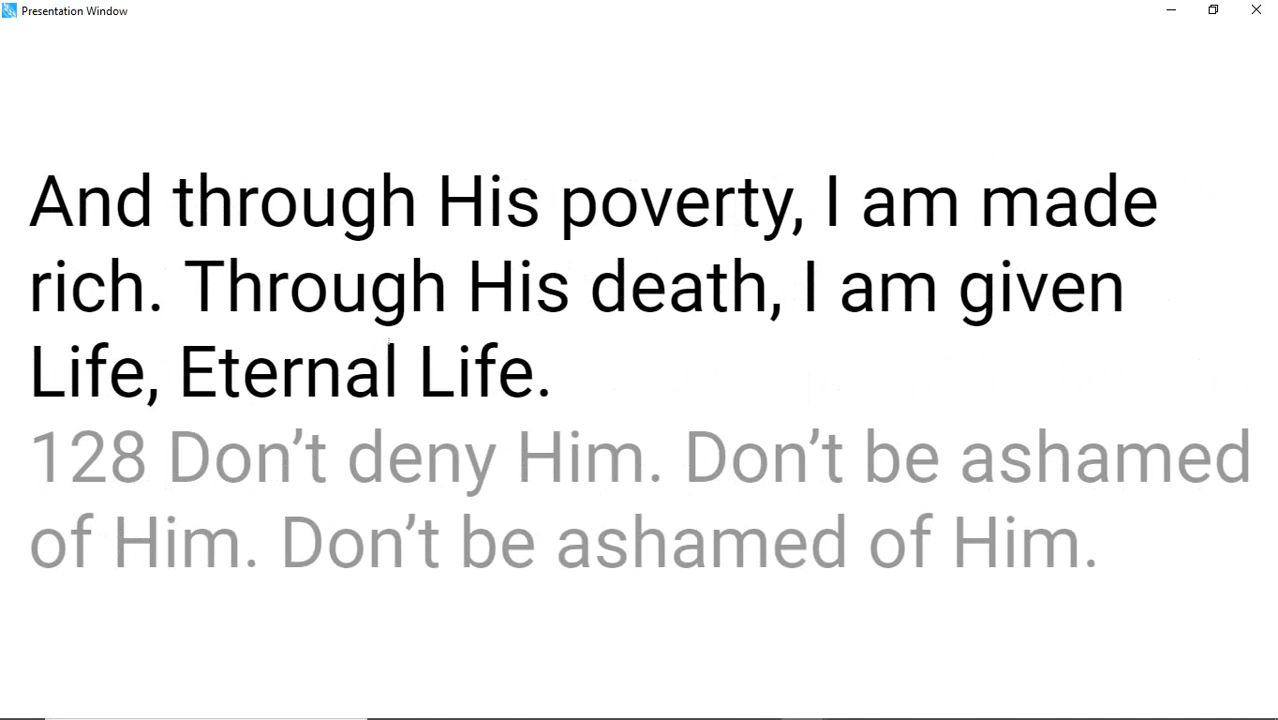 Presentation Window
And through His poverty, I am made
rich. Through His death, I am given
Life, Eternal Life.
128 Don’t deny Him. Don’t be ashamed
of Him. Don’t be ashamed of Him.